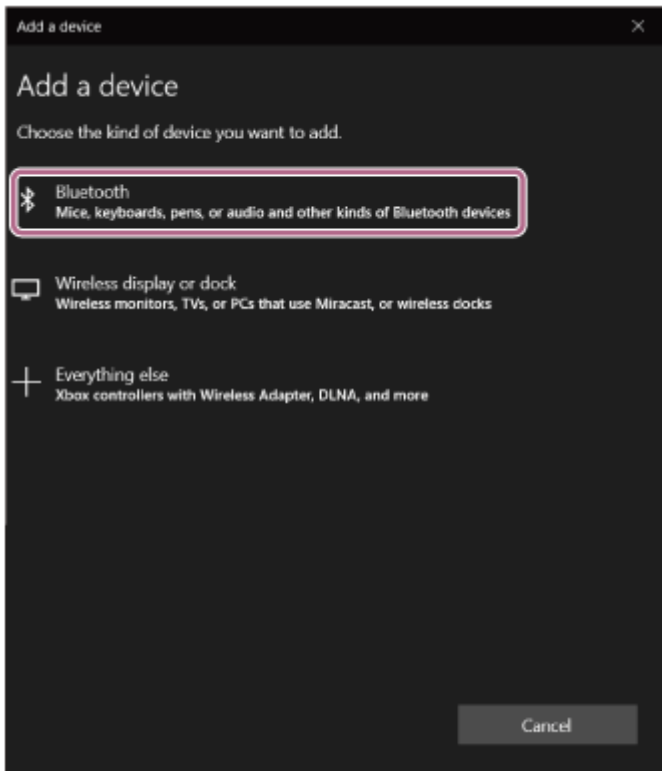 Add a device
Add a device
Choose the kind of device you want to add.
Bluetooth
Mice, keyboards, pens, or audio and other kinds of Bluetooth devices
Wireless display or dock
Wireless monitors, TVs, or PCs that use Miracast, or wireless docks
Everything else
Xbox controllers with Wireless Adapter, DLNA, and more
Cancel